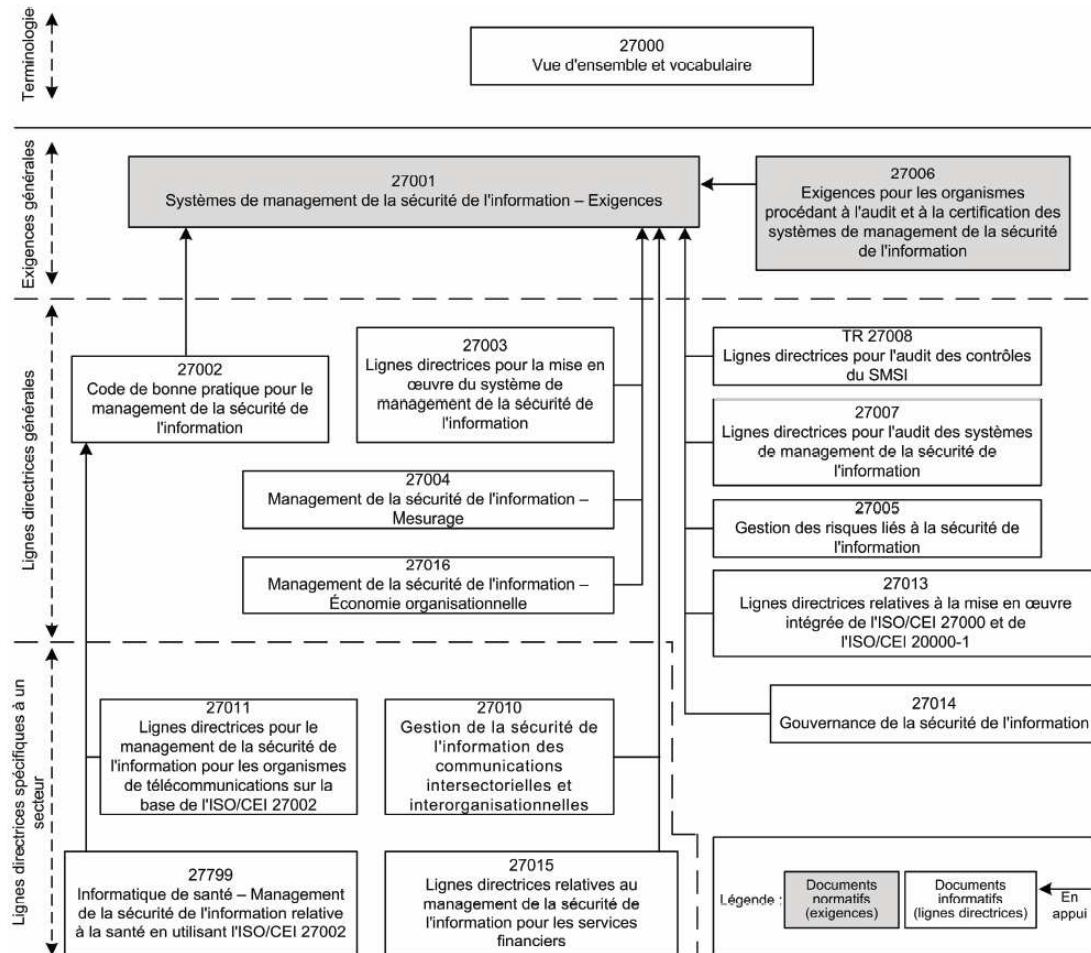 Terminologie
27000
Vue d'ensemble et vocabulaire
Exigences générales
27001
Systèmes de management de la sécurité de l'information – Exigences
27006
Exigences pour les organismes
procédant à l'audit et à la certification des
systèmes de management de la sécurité
de l'information
Lignes directrices générales
27002
Code de bonne pratique pour le
management de la sécurité de
l'information
27003
Lignes directrices pour la mise en
œuvre du système de
management de la sécurité de
l'information
27004
Management de la sécurité de l'information –
Mesurage
27016
Management de la sécurité de l'information –
Économie organisationnelle
TR 27008
Lignes directrices pour l'audit des contrôles
du SMSI
27007
Lignes directrices pour l'audit des systèmes
de management de la sécurité de
l'information
27005
Gestion des risques liés à la sécurité de
l'information
27013
Lignes directrices relatives à la mise en œuvre
intégrée de l'ISO/CEI 27000 et de
l'ISO/CEI 20000-1
27014
Gouvernance de la sécurité de l'information
Lignes directrices spécifiques à un
secteur
27011
Lignes directrices pour le
management de la sécurité de
l'information pour les organismes
de télécommunications sur la
base de l'ISO/CEI 27002
27010
Gestion de la sécurité de
l'information des
communications
intersectorielles et
interorganisationnelles
27799
Informatique de santé – Management
de la sécurité de l'information relative
à la santé en utilisant l'ISO/CEI 27002
27015
Lignes directrices relatives au
management de la sécurité de
l'information pour les services
financiers
Légende :
Documents
normatifs
(exigences)
Documents
informatifs
(lignes directrices)
En
appui